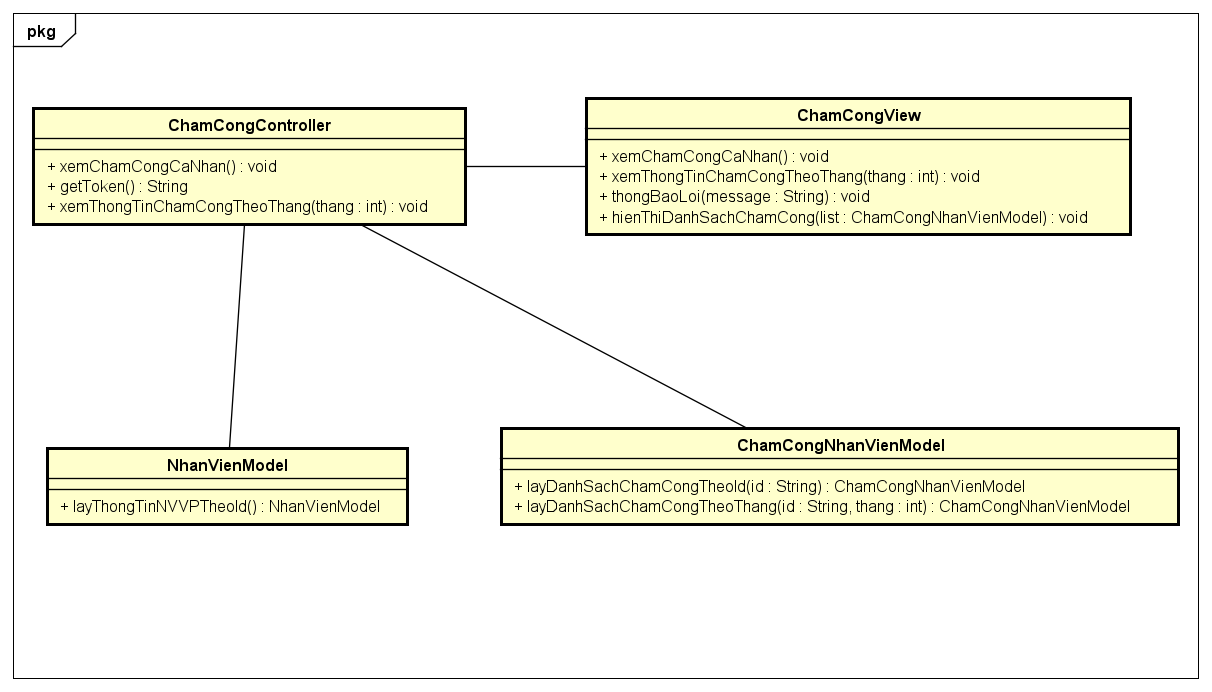 pkg
ChamCongController
+ xemChamCongCaNhan() : void
+ getToken() : String
+ xemThongTinChamCongTheoThang(thang : int) : void
ChamCongView
+ xemChamCongCaNhan() : void
+ xemThongTinChamCongTheoThang(thang : int) : void
+ thongBaoLoi(message : String) : void
+ hienThiDanhSachChamCong(list : ChamCongNhanVienModel) : void
NhanVienModel
+ layThongTinNVVPTheoId() : NhanVienModel
ChamCongNhanVienModel
+ layDanhSachChamCongTheoId(id : String) : ChamCongNhanVienModel
+ layDanhSachChamCongTheoThang(id : String, thang : int) : ChamCongNhanVienModel